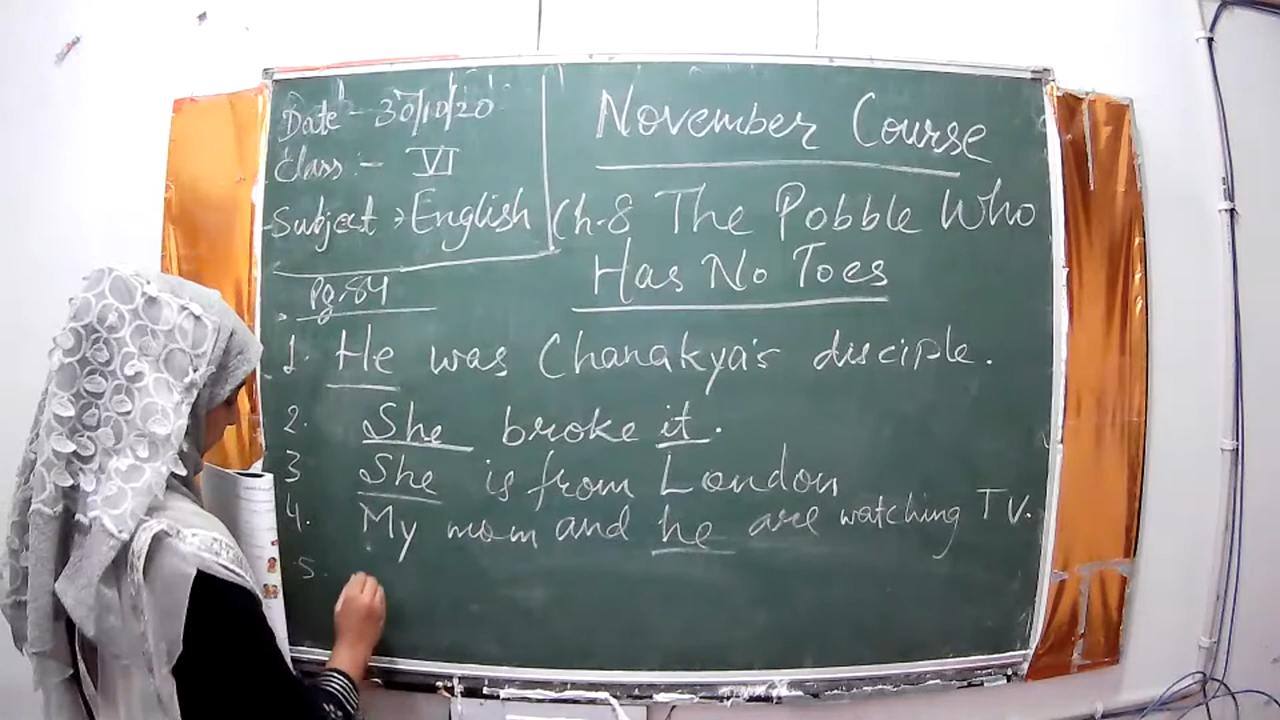 Date - 30/10/20
Class :- VI
Subject → English
November Course
Ch-8 The Pobble Who
Has No Toes
Pg-84
1. He was Chanakya's disciple.
2. She broke it.
3 She is from London
4. My mom and he are watching TV.
5.